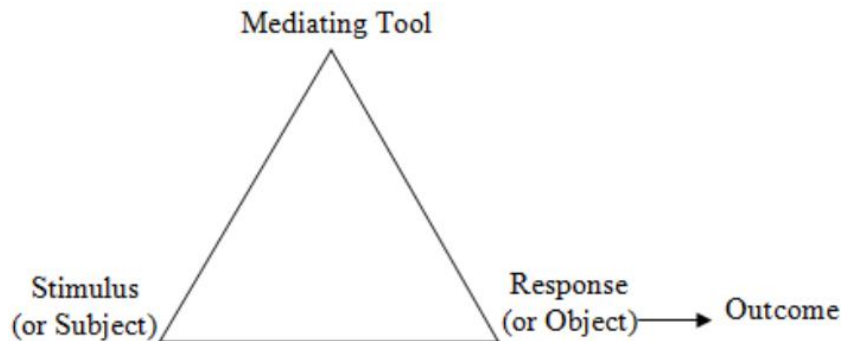 Mediating Tool
Stimulus
(or Subject)
Response
(or Object)
Outcome